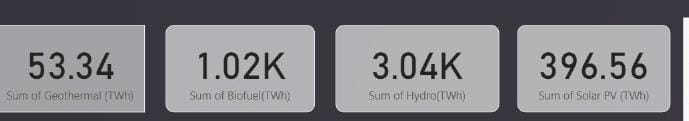 53.34
Sum of Geothermal (TWh)
1.02K
Sum of Biofuel(TWh)
3.04K
Sum of Hydro(TWh)
396.56
Sum of Solar PV (TWh)